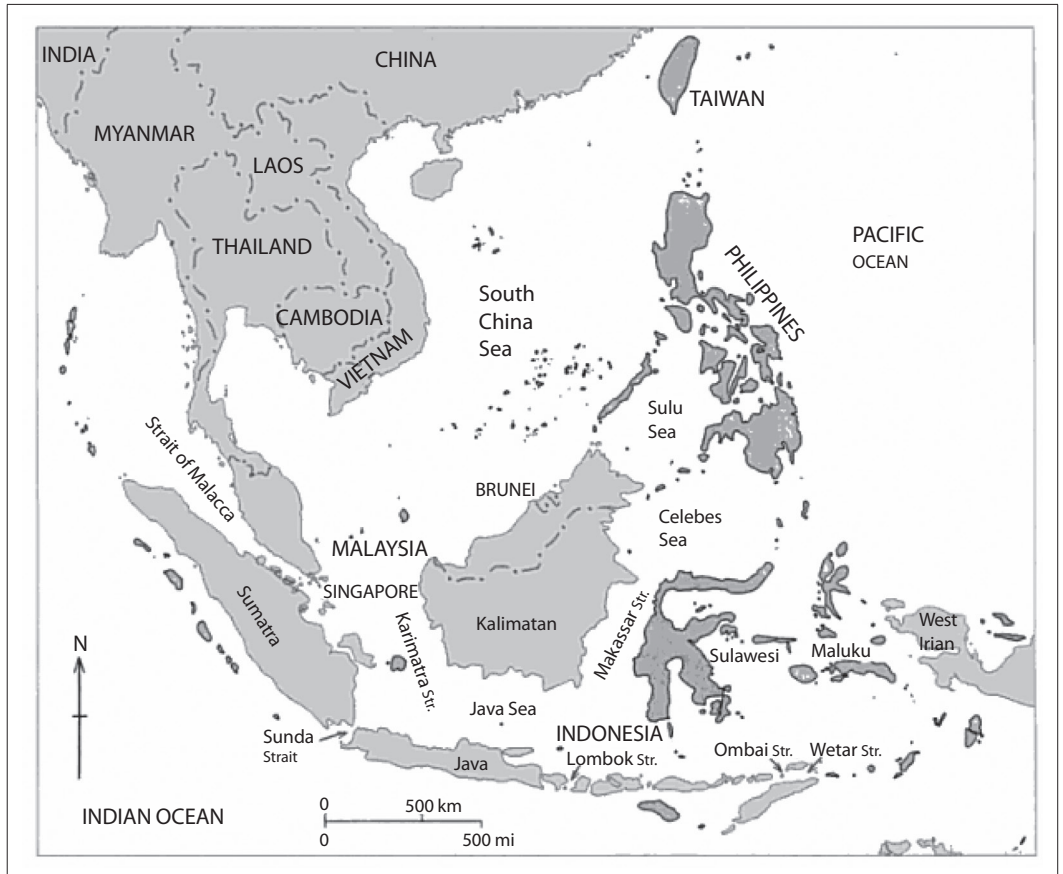 INDIA
CHINA
TAIWAN
MYANMAR
LAOS
PACIFIC
OCEAN
THAILAND
PHILIPPINES
South
China
Sea
CAMBODIA
VIETNAM
Sulu
Sea
Strait of Malacca
BRUNEI
Celebes
Sea
MALAYSIA
SINGAPORE
Sumatra
Karimatra Str.
Kalimatan
Makassar Str.
West
Irian
Sulawesi
Maluku
N
Java Sea
INDONESIA
Sunda
Strait
Java
Lombok Str.
Ombai Str.
Wetar Str.
INDIAN OCEAN
0 500 km
0 500 mi